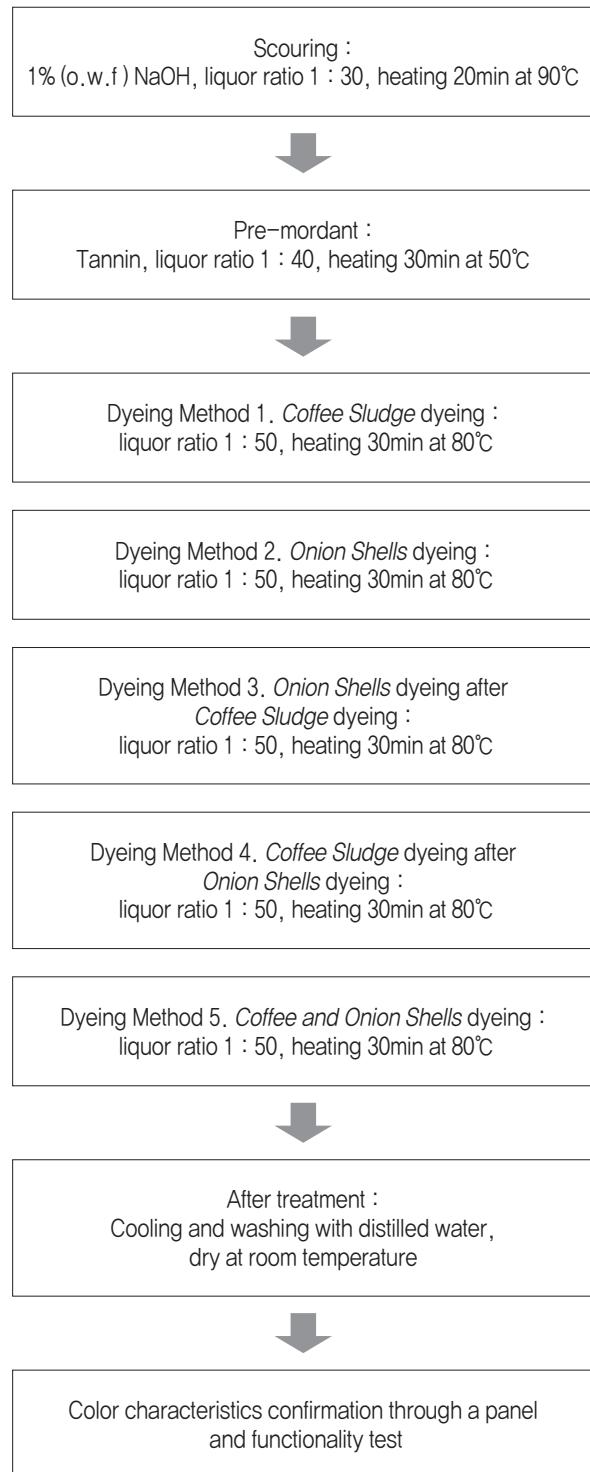 Scouring :
1% (o.w.f) NaOH, liquor ratio 1 : 30, heating 20min at 90℃
Pre-mordant :
Tannin, liquor ratio 1 : 40, heating 30min at 50℃
Dyeing Method 1. Coffee Sludge dyeing :
liquor ratio 1 : 50, heating 30min at 80℃
Dyeing Method 2. Onion Shells dyeing :
liquor ratio 1 : 50, heating 30min at 80℃
Dyeing Method 3. Onion Shells dyeing after
Coffee Sludge dyeing :
liquor ratio 1 : 50, heating 30min at 80℃
Dyeing Method 4. Coffee Sludge dyeing after
Onion Shells dyeing :
liquor ratio 1 : 50, heating 30min at 80℃
Dyeing Method 5. Coffee and Onion Shells dyeing :
liquor ratio 1 : 50, heating 30min at 80℃
After treatment :
Cooling and washing with distilled water,
dry at room temperature
Color characteristics confirmation through a panel
and functionality test